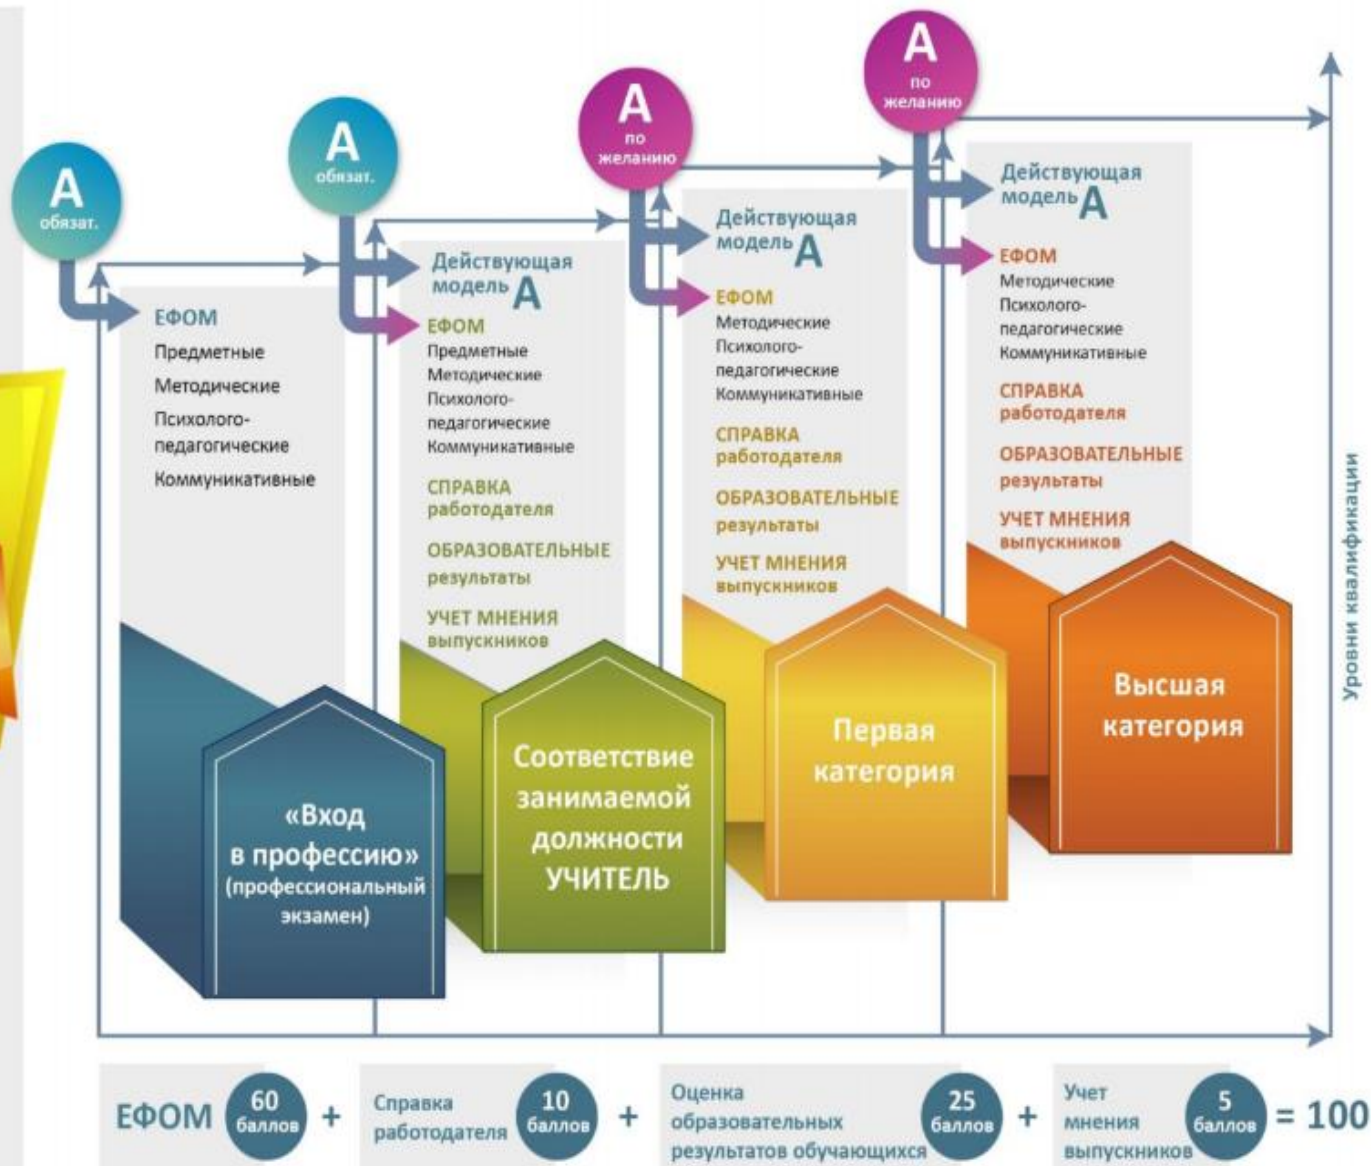 А
обязат.
ЕФОМ
Предметные
Методические
Психолого-
педагогические
Коммуникативные
«Вход
в профессию»
(профессиональный
экзамен)
А
обязат.
Действующая
модель А
ЕФОМ
Предметные
Методические
Психолого-
педагогические
Коммуникативные
СПРАВКА
работодателя
ОБРАЗОВАТЕЛЬНЫЕ
результаты
УЧЕТ МНЕНИЯ
выпускников
Соответствие
занимаемой
должности
УЧИТЕЛЬ
А
по
желанию
Действующая
модель А
ЕФОМ
Методические
Психолого-
педагогические
Коммуникативные
СПРАВКА
работодателя
ОБРАЗОВАТЕЛЬНЫЕ
результаты
УЧЕТ МНЕНИЯ
выпускников
Первая
категория
А
по
желанию
Действующая
модель А
ЕФОМ
Методические
Психолого-
педагогические
Коммуникативные
СПРАВКА
работодателя
ОБРАЗОВАТЕЛЬНЫЕ
результаты
УЧЕТ МНЕНИЯ
выпускников
Высшая
категория
Уровни квалификации
ЕФОМ
60
баллов
+
Справка
работодателя
10
баллов
+
Оценка
образовательных
результатов обучающихся
25
баллов
+
Учет
мнения
выпускников
5
баллов
= 100